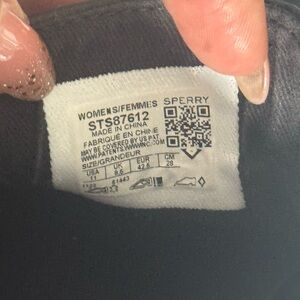 WOMENS/FEMMES SPERRY
STS87612
MADE IN CHINA
FABRIQUÉ EN CHINE
MAY BE COVERED BY US PAT
SIZE/GRANDEUR
USA UK EUR CM
11 8.5 42.5 28